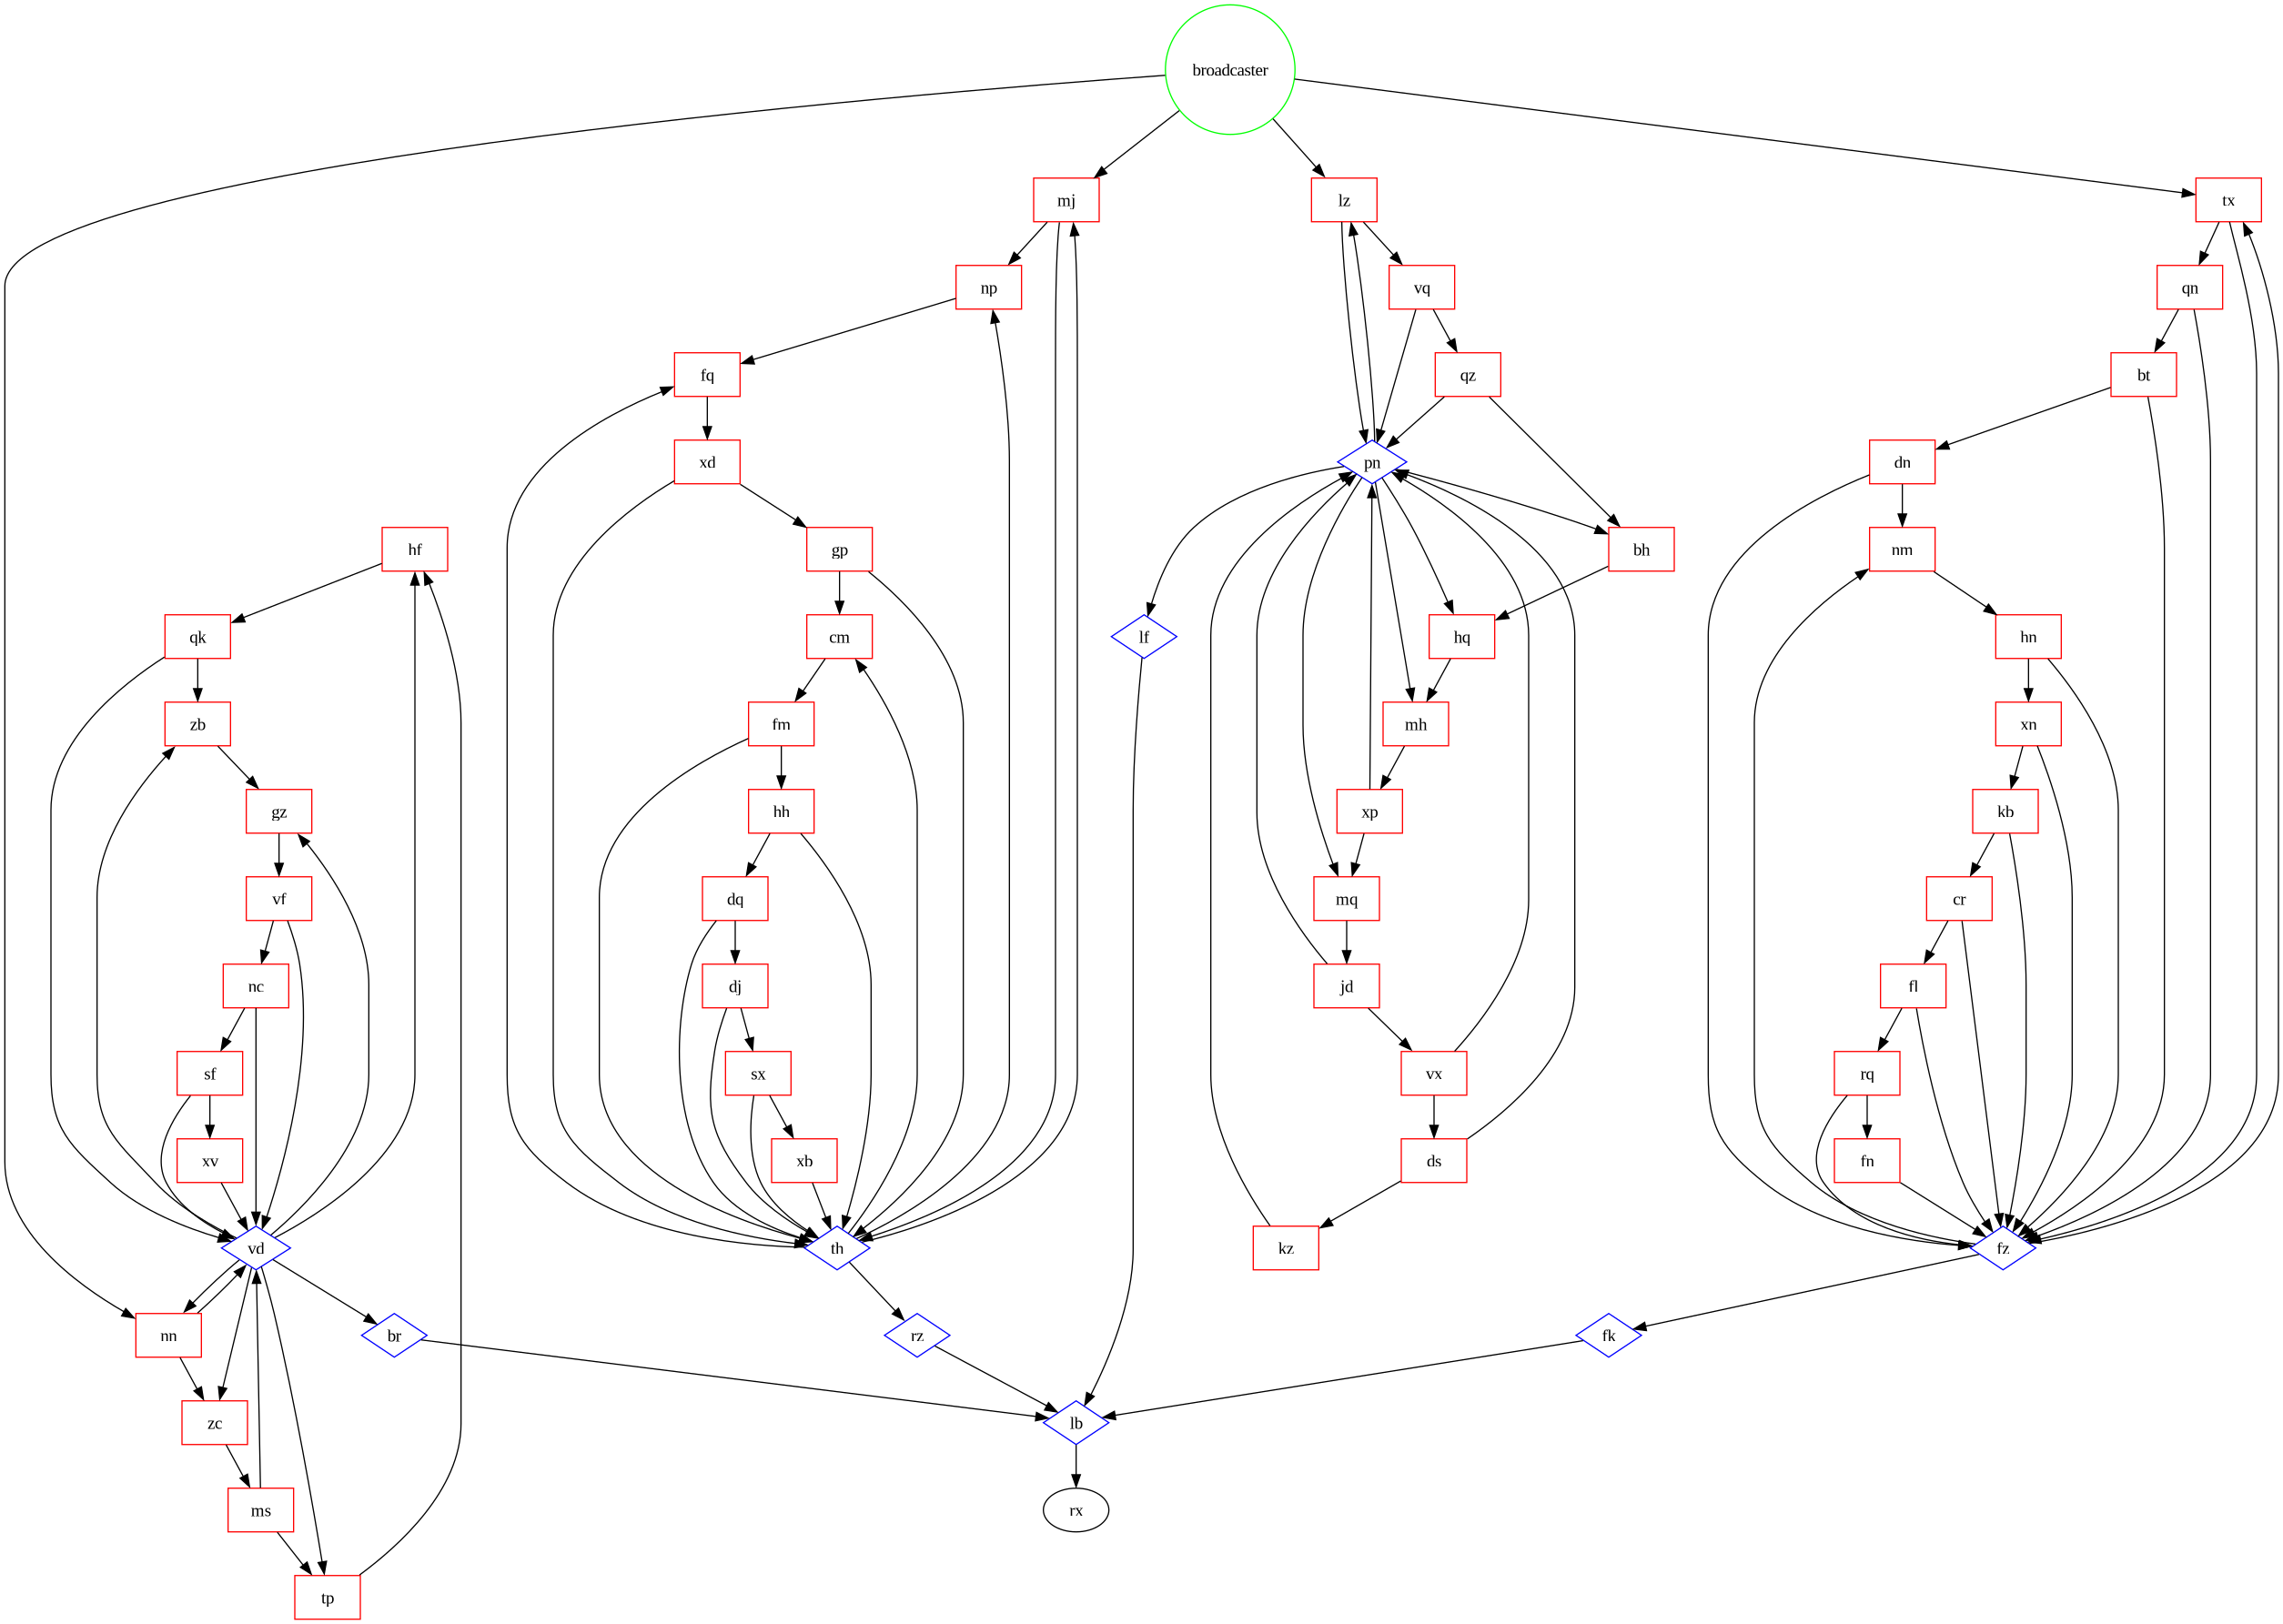 broadcaster
mj
lz
tx
np
vq
qn
fq
qz
bt
xd
pn
dn
hf
gp
bh
nm
qk
cm
lf
hq
hn
zb
fm
mh
xn
gz
hh
xp
kb
vf
dq
mq
cr
nc
dj
jd
fl
sf
sx
vx
rq
xv
xb
ds
fn
vd
th
kz
fz
nn
br
rz
fk
zc
lb
ms
rx
tp